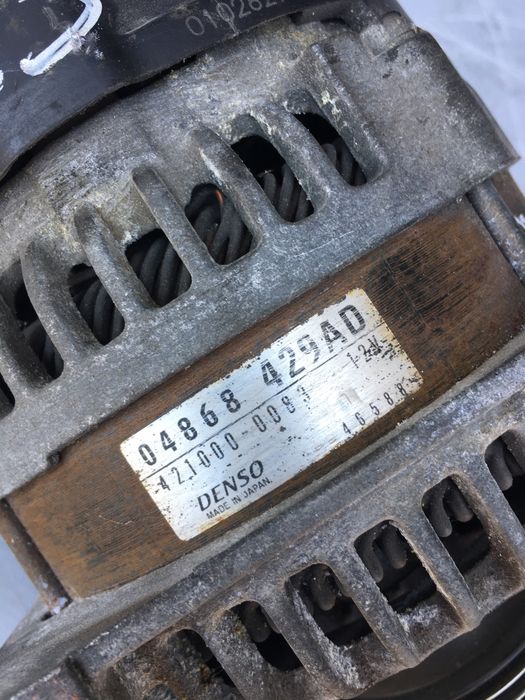 04868 429AD
421000-0083 12V
DENSO
46588
MADE IN JAPAN.